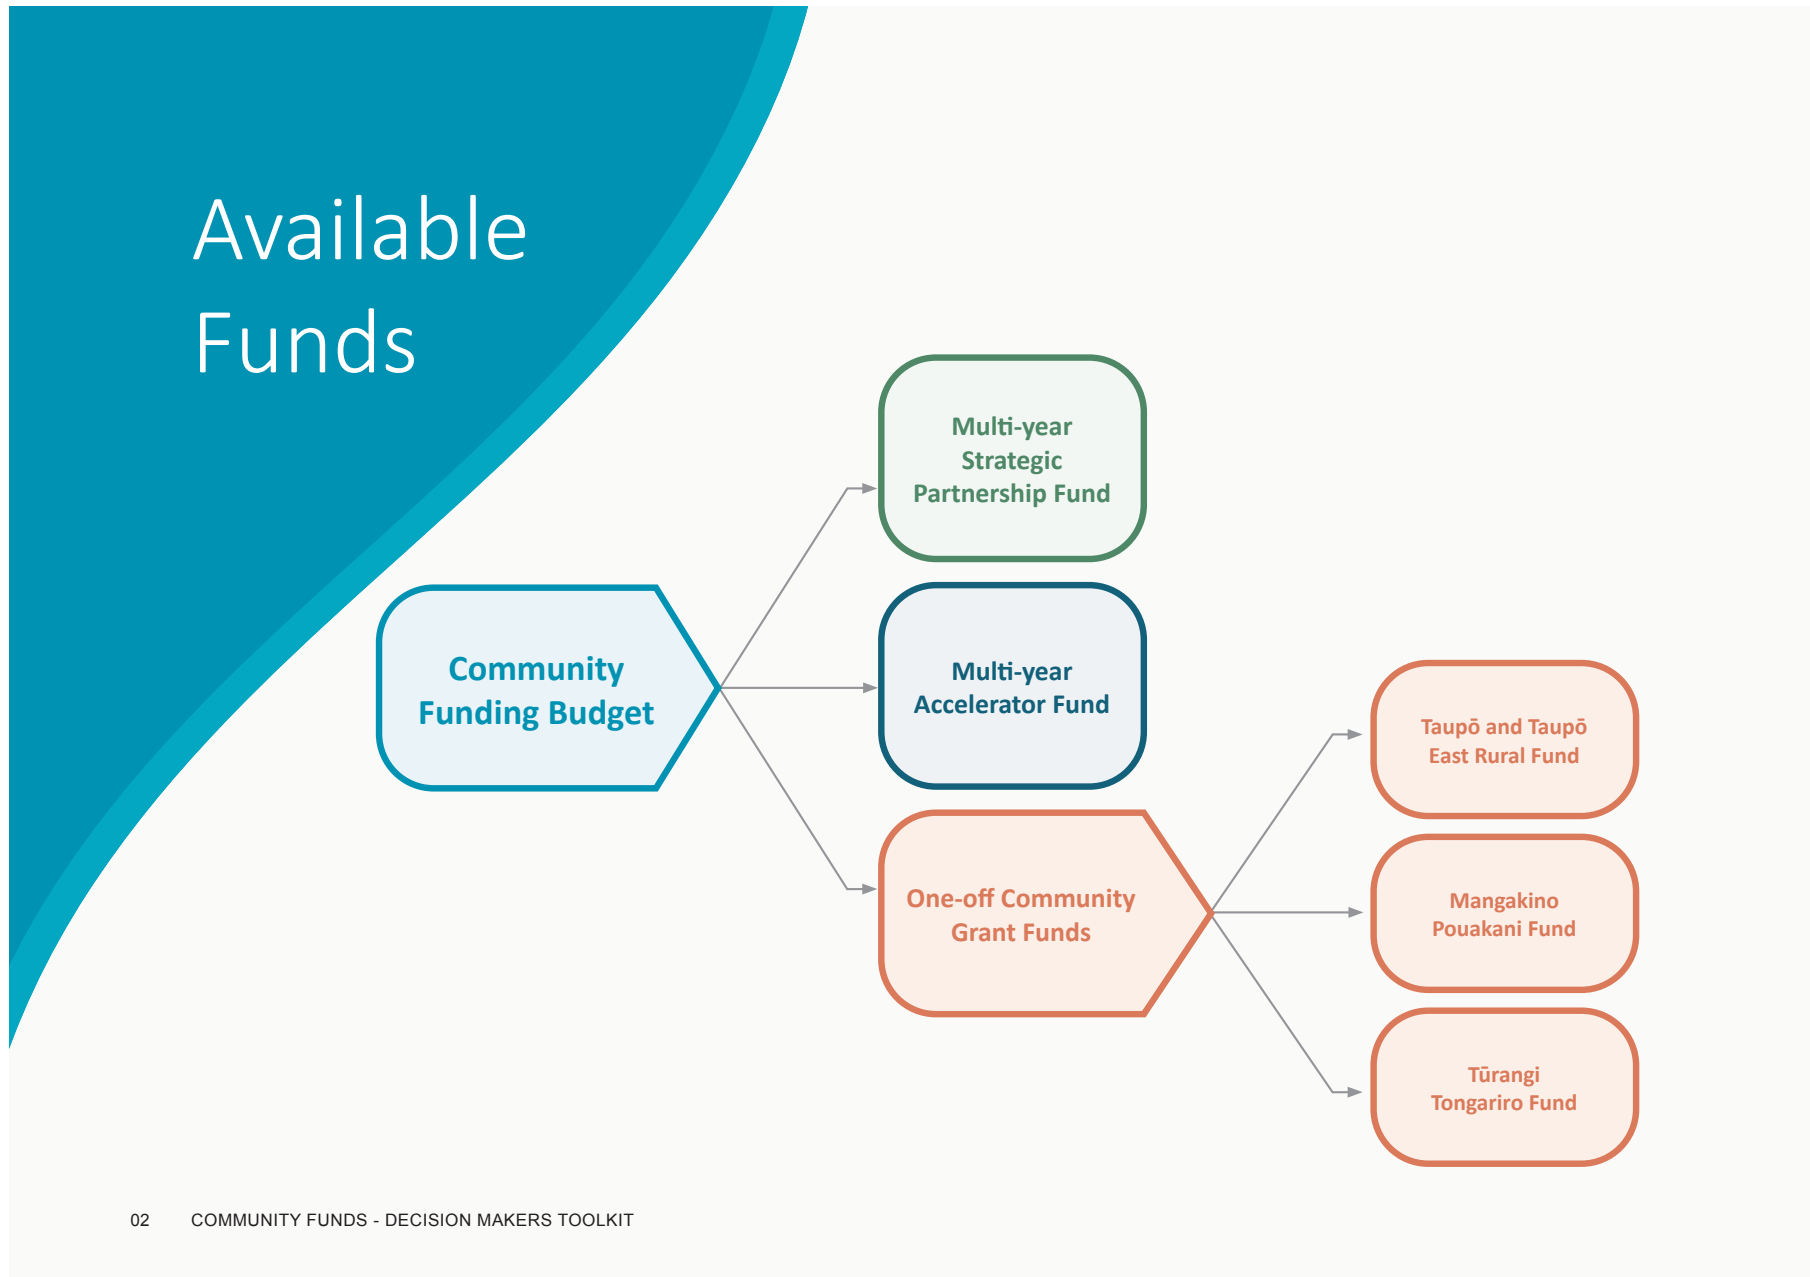 Available
Funds
Multi-year
Strategic
Partnership Fund
Community
Funding Budget
Multi-year
Accelerator Fund
One-off Community
Grant Funds
Taupō and Taupō
East Rural Fund
Mangakino
Pouakani Fund
Tūrangi
Tongariro Fund
02 COMMUNITY FUNDS - DECISION MAKERS TOOLKIT